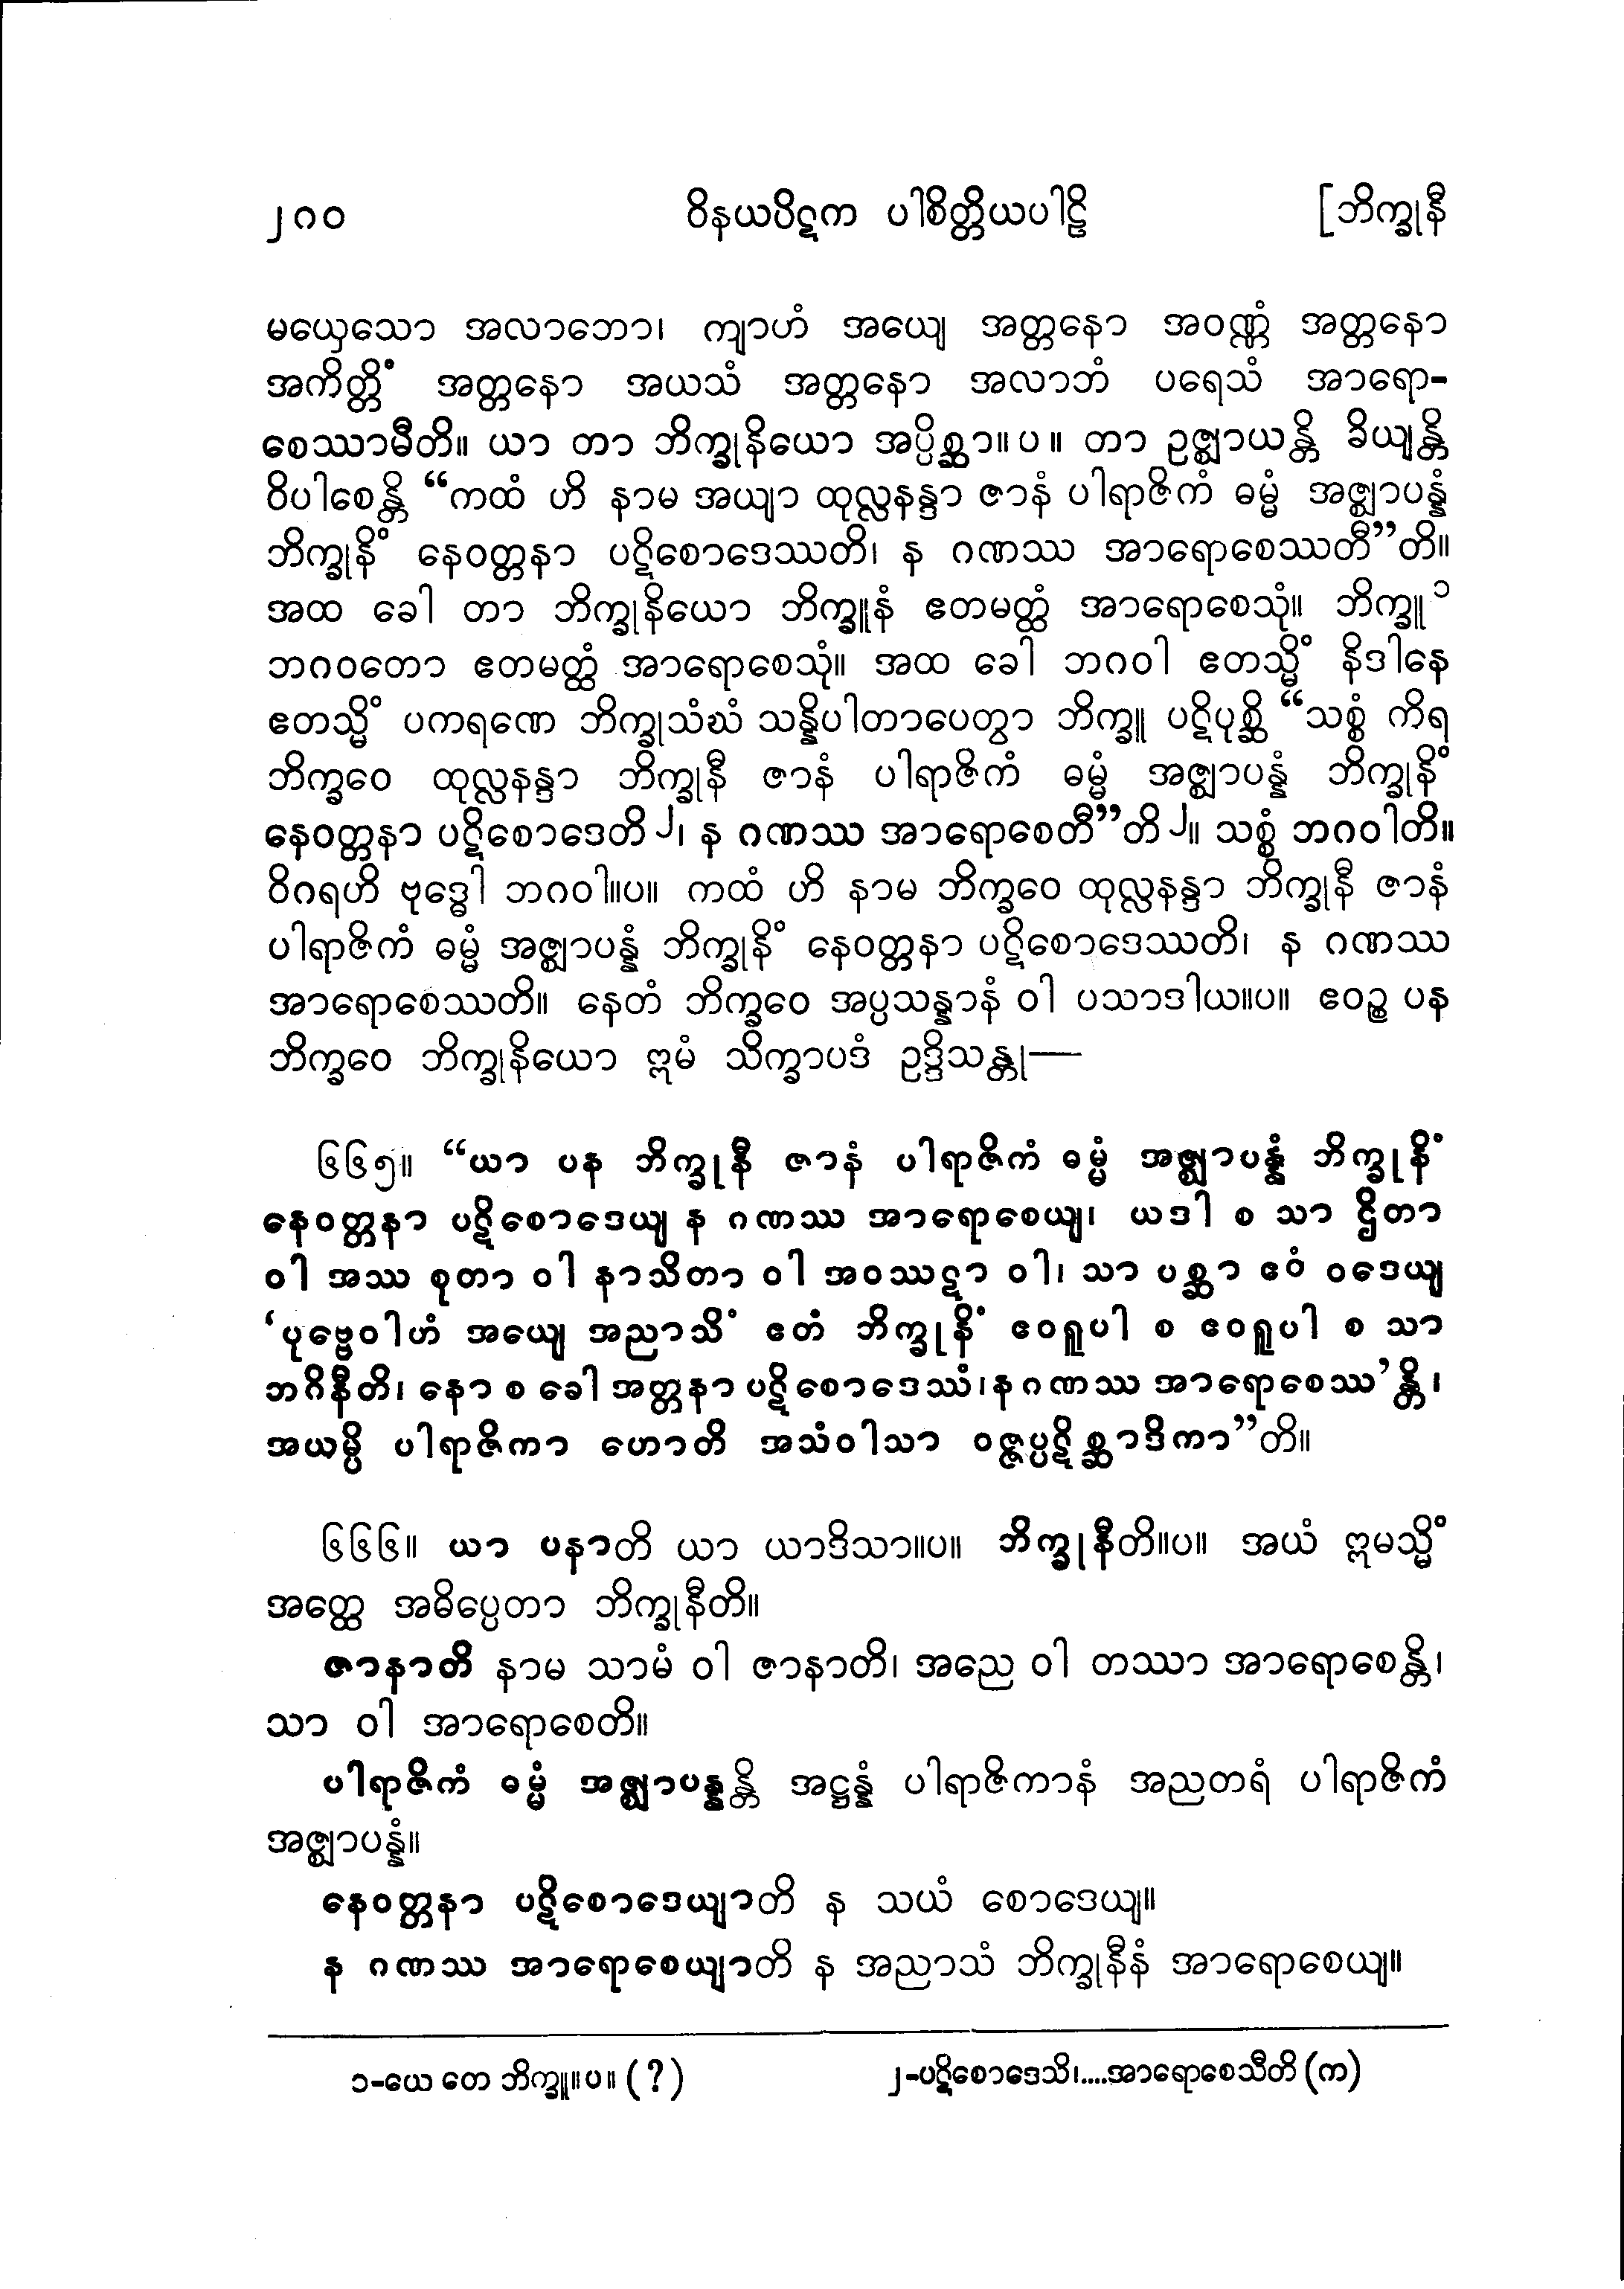 ၂၈၀ ဝိနယပိဋက ပါစိတ္တိယပါဠိ [ဘိက္ခုနီ
မယှေသော အလာဘော၊ ကျာဟံ အယျေ အတ္တနော အဝဏ္ဏံ အတ္တနော
အကိတ္တိံ အတ္တနော အယသံ အတ္တနော အလာဘံ ပရေသံ အာရော-
စေဿာမီတိ။ ယာ တာ ဘိက္ခုနိယော အပ္ပိစ္ဆာ။ပ။ တာ ဥဇ္ဈာယန္တိ ခိယျန္တိ
ဝိပါစေန္တိ “ကထံ ဟိ နာမ အယျာ ထုလ္လနန္ဒာ ဇာနံ ပါရာဇိကံ ဓမ္မံ အဇ္ဈာပန္နံ
ဘိက္ခုနိံ နေဝတ္တနာ ပဋိစောဒေဿတိ၊ န ဂဏဿ အာရောစေဿတီ”တိ။
အထ ခေါ တာ ဘိက္ခုနိယော ဘိက္ခူနံ ဧတမတ္ထံ အာရောစေသုံ။ ဘိက္ခူ ၁
ဘဂဝတော ဧတမတ္ထံ အာရောစေသုံ။ အထ ခေါ ဘဂဝါ ဧတသ္မိံ နိဒါနေ
ဧတသ္မိံ ပကရဏေ ဘိက္ခုသံဃံ သန္နိပါတာပေတွာ ဘိက္ခူ ပဋိပုစ္ဆိ “သစ္စံ ကိရ
ဘိက္ခဝေ ထုလ္လနန္ဒာ ဘိက္ခုနီ ဇာနံ ပါရာဇိကံ ဓမ္မံ အဇ္ဈာပန္နံ ဘိက္ခုနိံ
နေဝတ္တနာ ပဋိစောဒေတိ ၂၊ န ဂဏဿ အာရောစေတီ”တိ ၂။ သစ္စံ ဘဂဝါတိ။
ဝိဂရဟိ ဗုဒ္ဓေါ ဘဂဝါ။ပ။ ကထံ ဟိ နာမ ဘိက္ခဝေ ထုလ္လနန္ဒာ ဘိက္ခုနီ ဇာနံ
ပါရာဇိကံ ဓမ္မံ အဇ္ဈာပန္နံ ဘိက္ခုနိံ နေဝတ္တနာ ပဋိစောဒေဿတိ၊ န ဂဏဿ
အာရောစေဿတိ။ နေတံ ဘိက္ခဝေ အပ္ပသန္နာနံ ဝါ ပသာဒါယ။ပ။ ဧဝဉ္စ ပန
ဘိက္ခဝေ ဘိက္ခုနိယော ဣမံ သိက္ခာပဒံ ဥဒ္ဒိသန္တု—
၆၆၅။ “ယာ ပန ဘိက္ခုနီ ဇာနံ ပါရာဇိကံ ဓမ္မံ အဇ္ဈာပန္နံ ဘိက္ခုနိံ
နေဝတ္တနာ ပဋိစောဒေယျ န ဂဏဿ အာရောစေယျ၊ ယဒါ စ သာ ဌိတာ
ဝါ အဿ စုတာ ဝါ နာသိတာ ဝါ အဝဿဋာ ဝါ၊ သာ ပစ္ဆာ ဧဝံ ဝဒေယျ
‘ပုဗ္ဗေဝါဟံ အယျေ အညာသိံ ဧတံ ဘိက္ခုနိံ ဧဝရူပါ စ ဧဝရူပါ စ သာ
ဘဂိနီတိ၊ နော စ ခေါ အတ္တနာ ပဋိစောဒေဿံ၊ န ဂဏဿ အာရောစေဿ’န္တိ၊
အယမ္ပိ ပါရာဇိကာ ဟောတိ အသံဝါသာ ဝဇ္ဇပ္ပဋိစ္ဆာဒိကာ”တိ။
၆၆၆။ ယာ ပနာတိ ယာ ယာဒိသာ။ပ။ ဘိက္ခုနီတိ။ပ။ အယံ ဣမသ္မိံ
အတ္ထေ အဓိပ္ပေတာ ဘိက္ခုနီတိ။
ဇာနာတိ နာမ သာမံ ဝါ ဇာနာတိ၊ အညေ ဝါ တဿာ အာရောစေန္တိ၊
သာ ဝါ အာရောစေတိ။
ပါရာဇိကံ ဓမ္မံ အဇ္ဈာပန္နန္တိ အဋ္ဌန္နံ ပါရာဇိကာနံ အညတရံ ပါရာဇိကံ
အဇ္ဈာပန္နံ။
နေဝတ္တနာ ပဋိစောဒေယျာတိ န သယံ စောဒေယျ။
န ဂဏဿ အာရောစေယျာတိ န အညာသံ ဘိက္ခုနီနံ အာရောစေယျ။
၁-ယေ တေ ဘိက္ခူ။ပ။ (?) ၂-ပဋိစောဒေသိ၊....အာရောစေသီတိ (က)